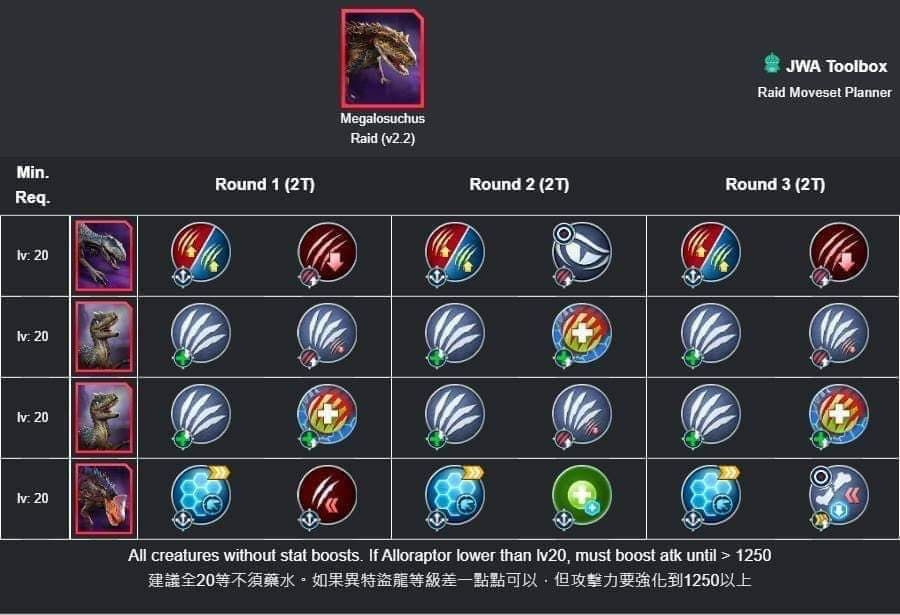 JWA Toolbox
Raid Moveset Planner
Megalosuchus
Raid (v2.2)
Min.
Req.
Round 1 (2T)
Round 2 (2T)
Round 3 (2T)
lv: 20
lv: 20
lv: 20
lv: 20
All creatures without stat boosts. If Alloraptor lower than lv20, must boost atk until > 1250
建議全20等不須藥水。如果異特盜龍等級差一點點可以，但攻擊力要強化到1250以上